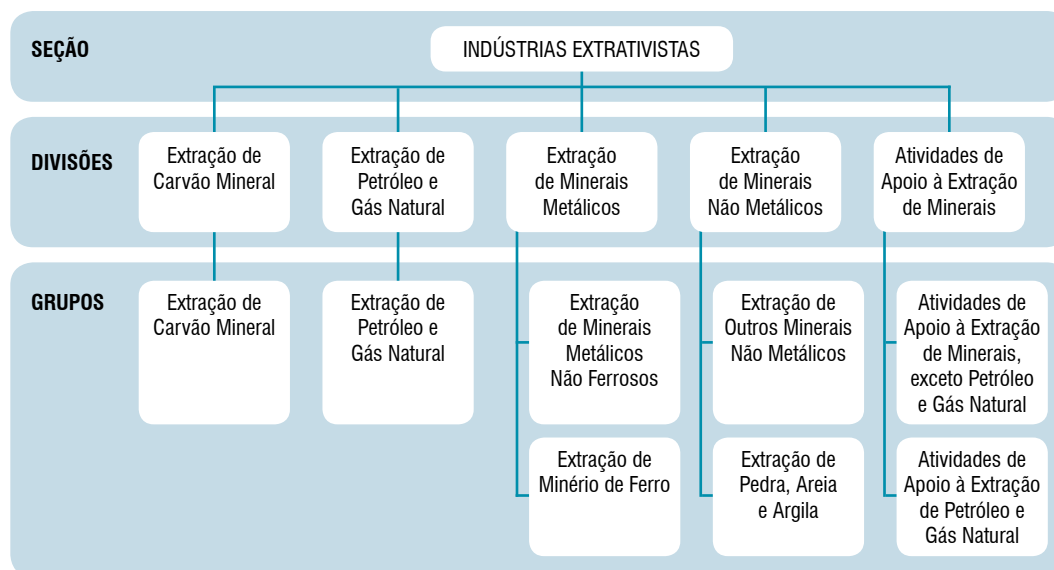 SEÇÃO
INDÚSTRIAS EXTRATIVISTAS
DIVISÕES
Extração de
Carvão Mineral
Extração de
Petróleo e
Gás Natural
Extração
de Minerais
Metálicos
Extração
de Minerais
Não Metálicos
Atividades de
Apoio à Extração
de Minerais
GRUPOS
Extração de
Carvão Mineral
Extração de
Petróleo e
Gás Natural
Extração
de Minerais
Metálicos
Não Ferrosos
Extração de
Outros Minerais
Não Metálicos
Atividades de
Apoio à Extração
de Minerais,
exceto Petróleo
e Gás Natural
Extração de
Minério de Ferro
Extração de
Pedra, Areia
e Argila
Atividades de
Apoio à Extração
de Petróleo e
Gás Natural